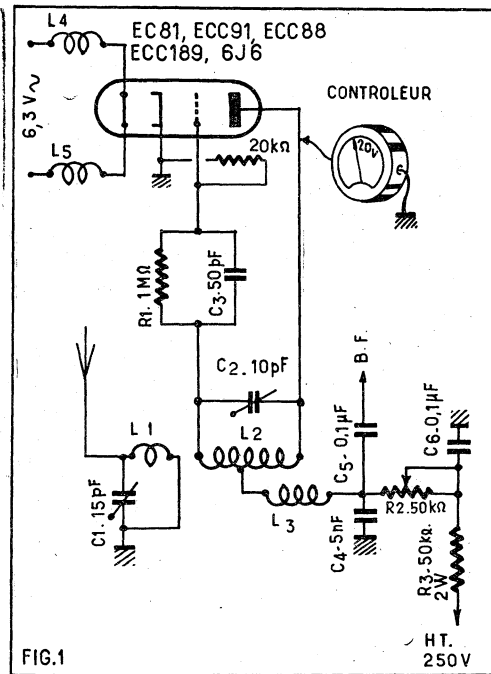 L4
EC81, ECC91, ECC88
ECC189, 6J6
CONTROLEUR
6,3V~
20V
L5
20kΩ
R1. 1MΩ
C3-50pF
C2.10pF
B.F.
L1
L2
C5-0,1µF
C6-0,1µF
C1.15pF
L3
R2.50kΩ
C4-5nF
R3-50kΩ
2W
HT.
250V
FIG.1